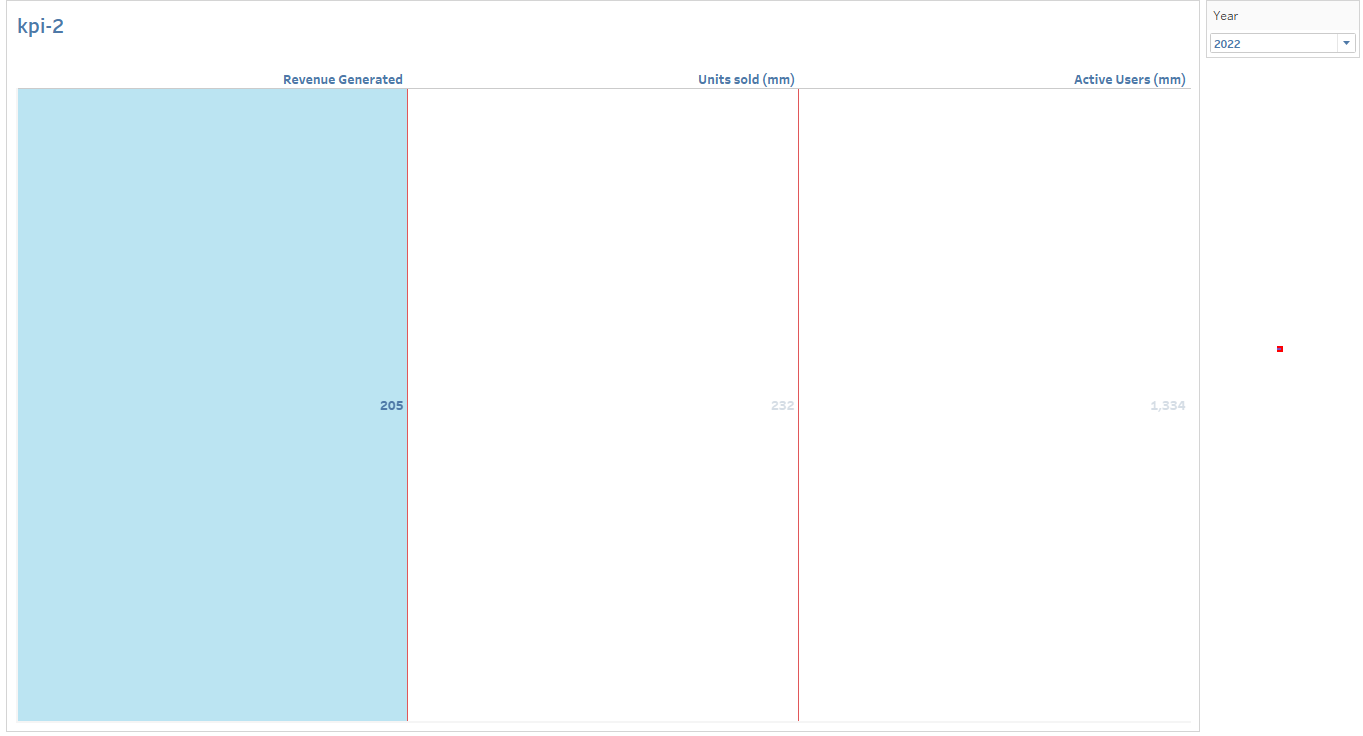 kpi-2
Year
2022
Revenue Generated
Units sold (mm)
Active Users (mm)
205
232
1,334